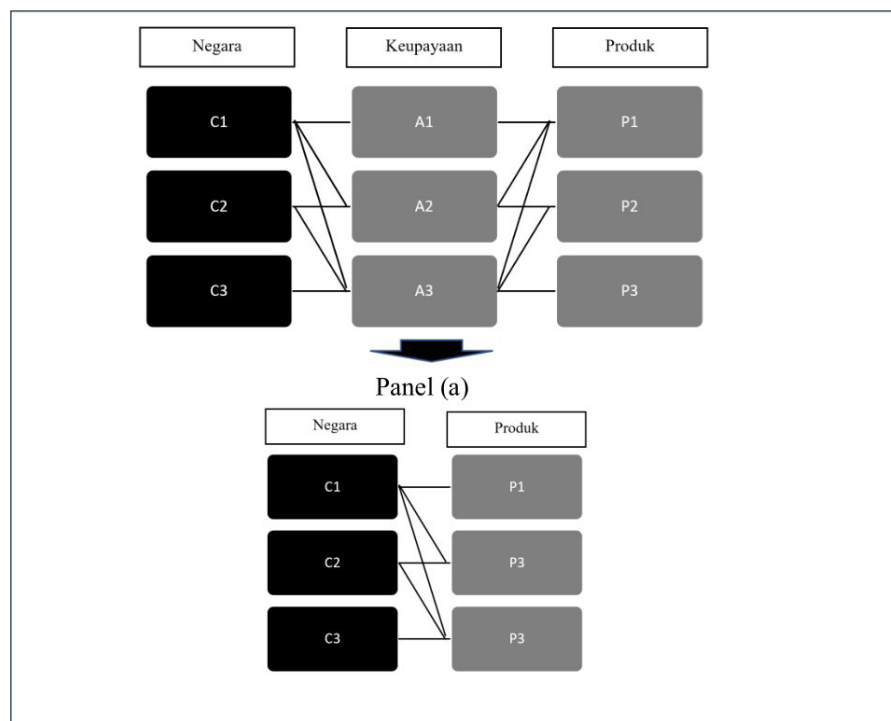 Negara Keupayaan Produk
C1 A1 P1
C2 A2 P2
C3 A3 P3
Panel (a)
Negara Produk
C1 P1
C2 P3
C3 P3